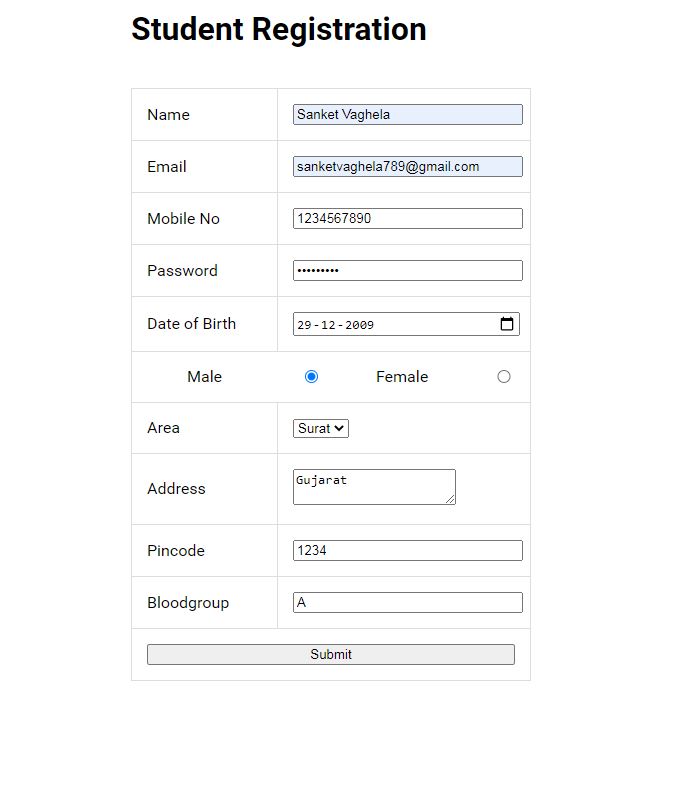 Student Registration
Name Sanket Vaghela
Email sanketvaghela789@gmail.com
Mobile No 1234567890
Password •••••••••
Date of Birth 29-12-2009
Male Female
Area Surat
Address Gujarat
Pincode 1234
Bloodgroup A
Submit